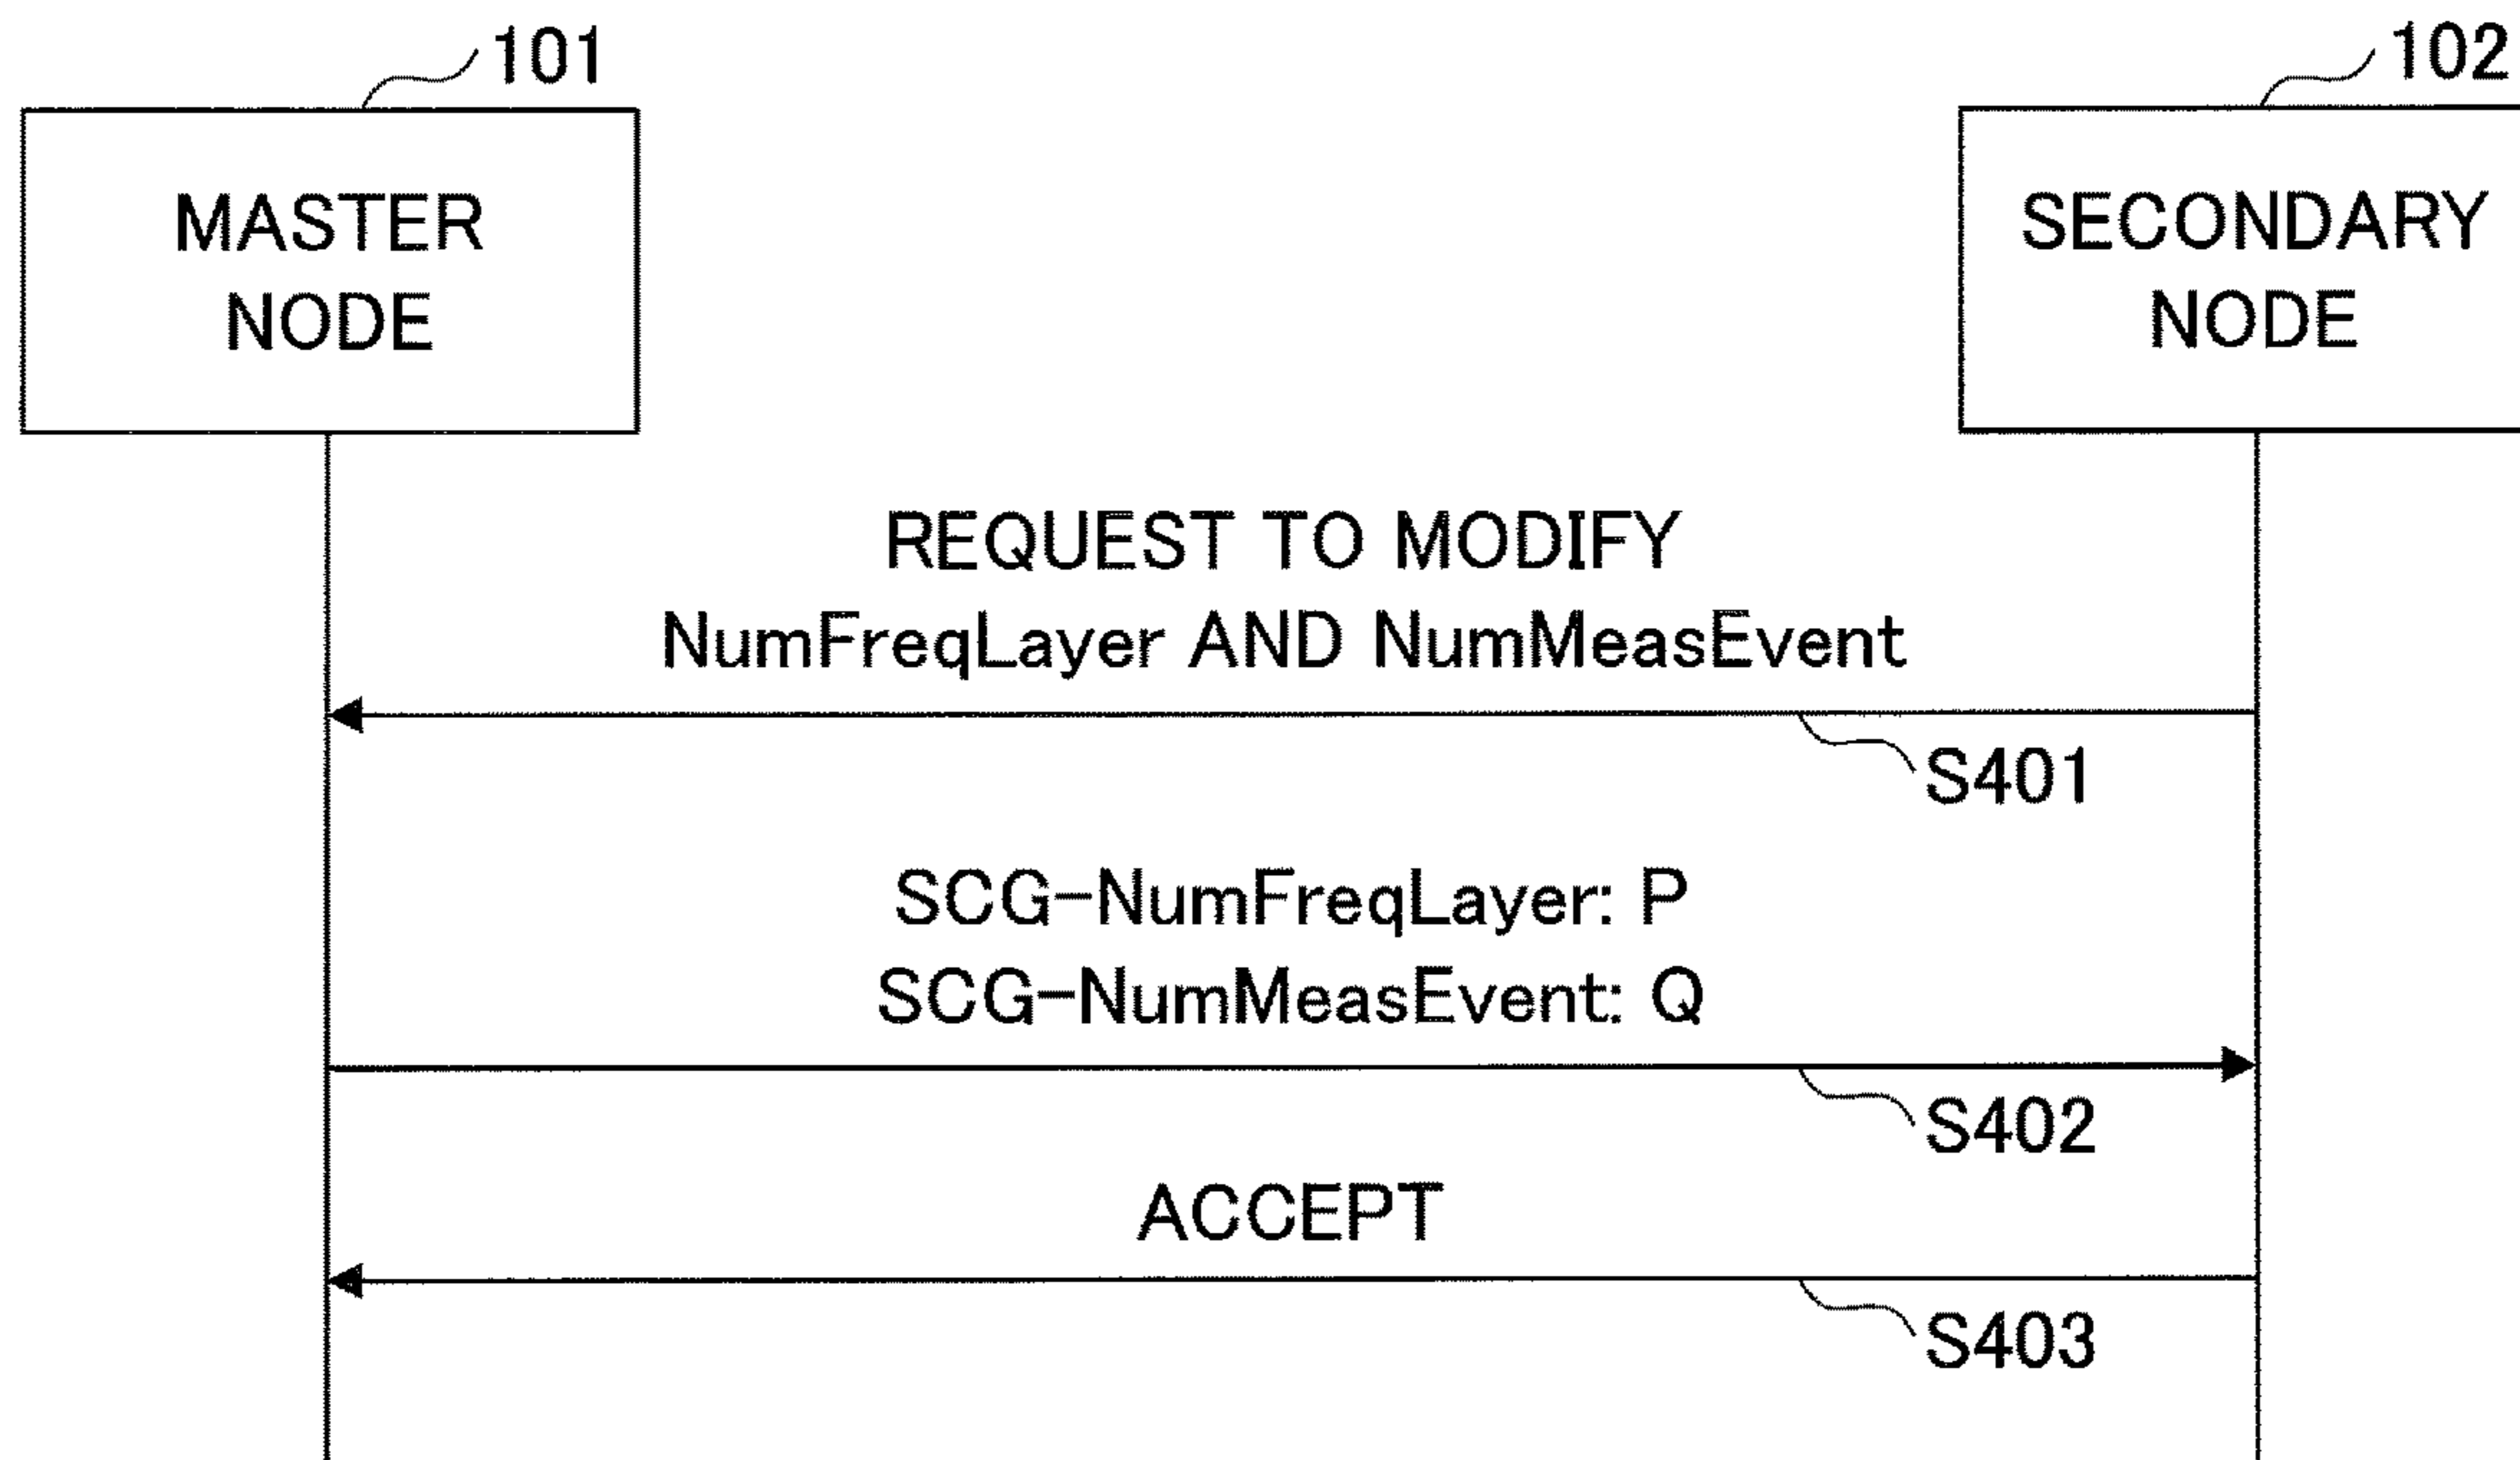 101
102
MASTER
NODE
SECONDARY
NODE
REQUEST TO MODIFY
NumFreqLayer AND NumMeasEvent
S401
SCG-NumFreqLayer: P
SCG-NumMeasEvent: Q
S402
ACCEPT
S403